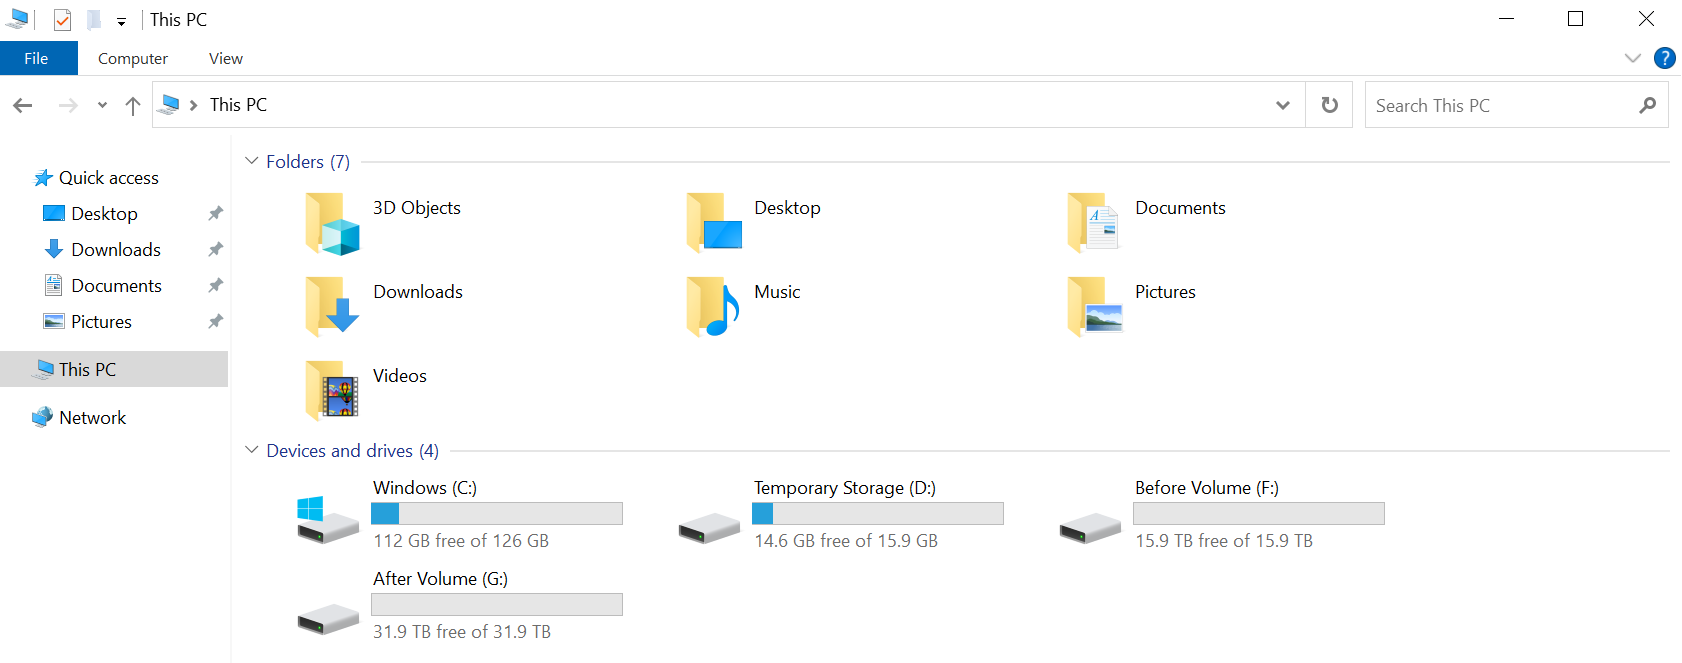 This PC
File Computer View
This PC
Search This PC
Quick access
Desktop
Downloads
Documents
Pictures
This PC
Network
Folders (7)
3D Objects
Desktop
Documents
Downloads
Music
Pictures
Videos
Devices and drives (4)
Windows (C:)
112 GB free of 126 GB
Temporary Storage (D:)
14.6 GB free of 15.9 GB
Before Volume (F:)
15.9 TB free of 15.9 TB
After Volume (G:)
31.9 TB free of 31.9 TB